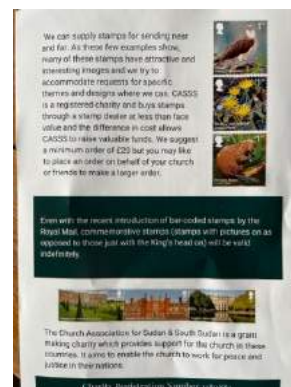 We can supply stamps for sending near
and far. As these few examples show,
many of these stamps have attractive and
interesting images and we try to
accommodate requests for specific
themes and designs where we can. CASSS
is a registered charity and buys stamps
through a stamp dealer at less than face
value and the difference in cost allows
CASSS to raise valuable funds. We suggest
a minimum order of £23 but you may like
to place an order on behalf of your church
or friends to make a larger order.
Even with the recent introduction of bar-coded stamps by the
Royal Mail, commemorative stamps (stamps with pictures on as
opposed to those just with the King's head on) will be valid
indefinitely.
The Church Association for Sudan & South Sudan is a grant
making charity which provides support for the church in these
countries. It aims to enable the church to work for peace and
justice in their nations.
Charity Registration Number